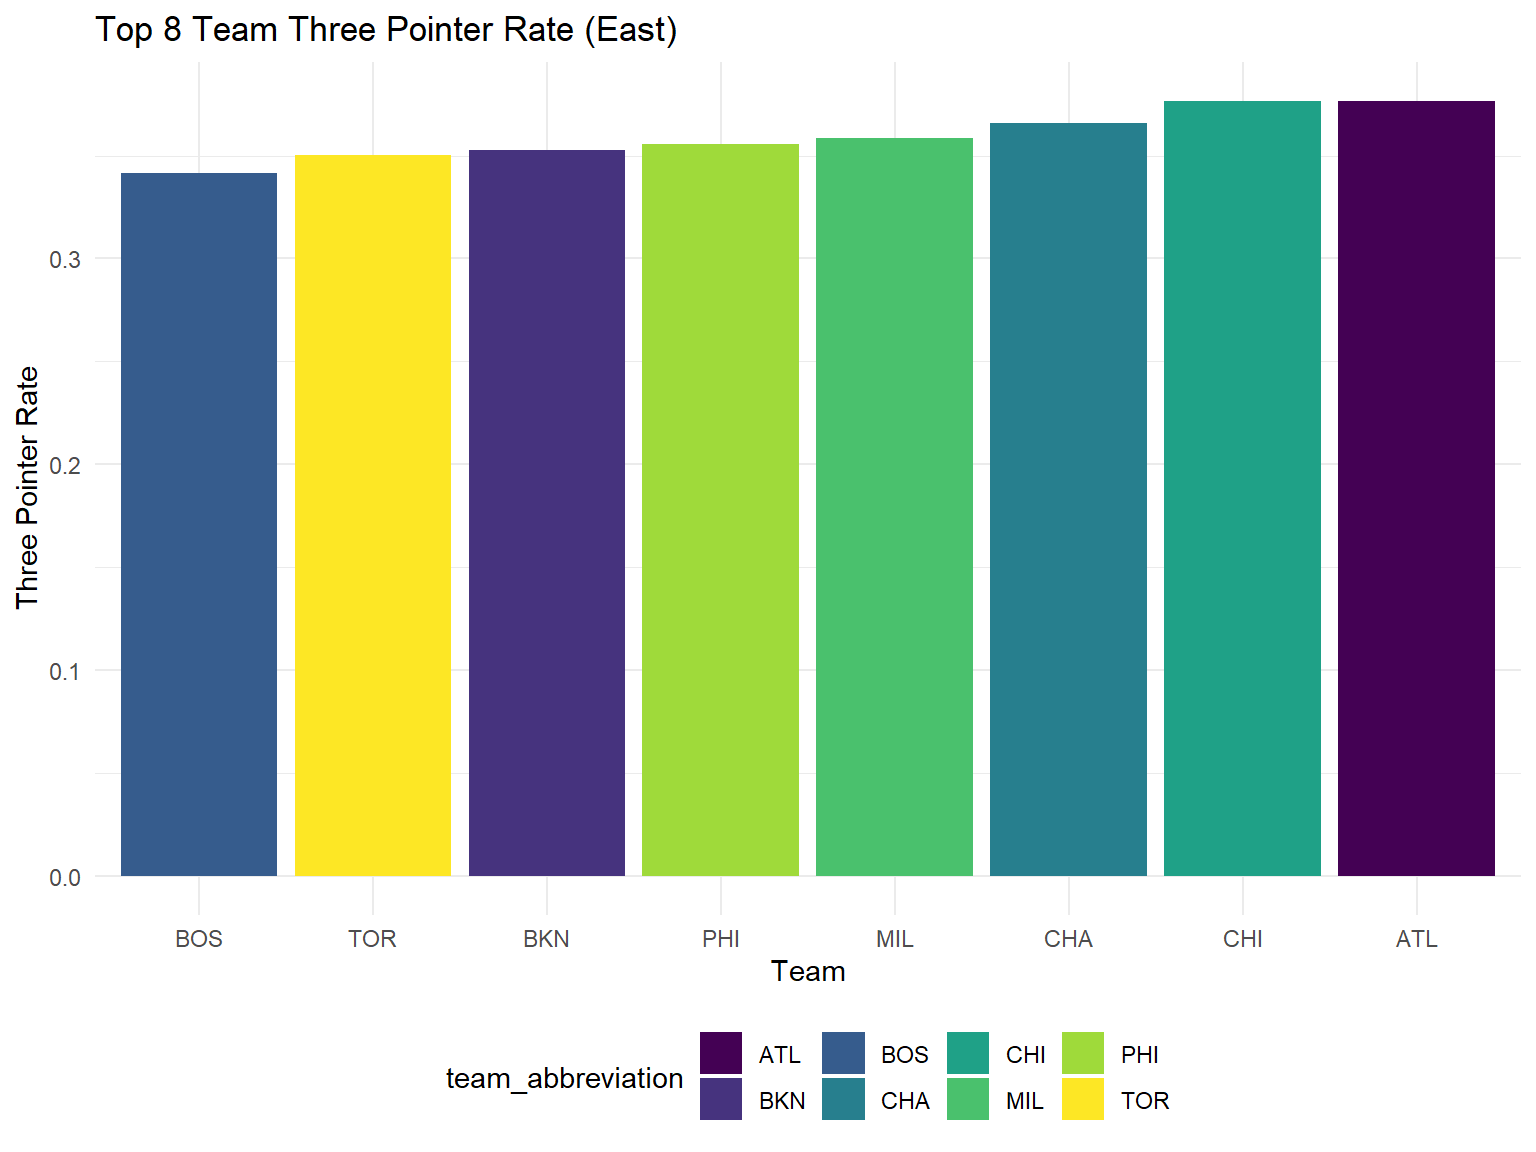 Top 8 Team Three Pointer Rate (East)
Three Pointer Rate
0.3
0.2
0.1
0.0
BOS TOR BKN PHI MIL CHA CHI ATL
Team
team_abbreviation
ATL BOS CHI PHI
BKN CHA MIL TOR